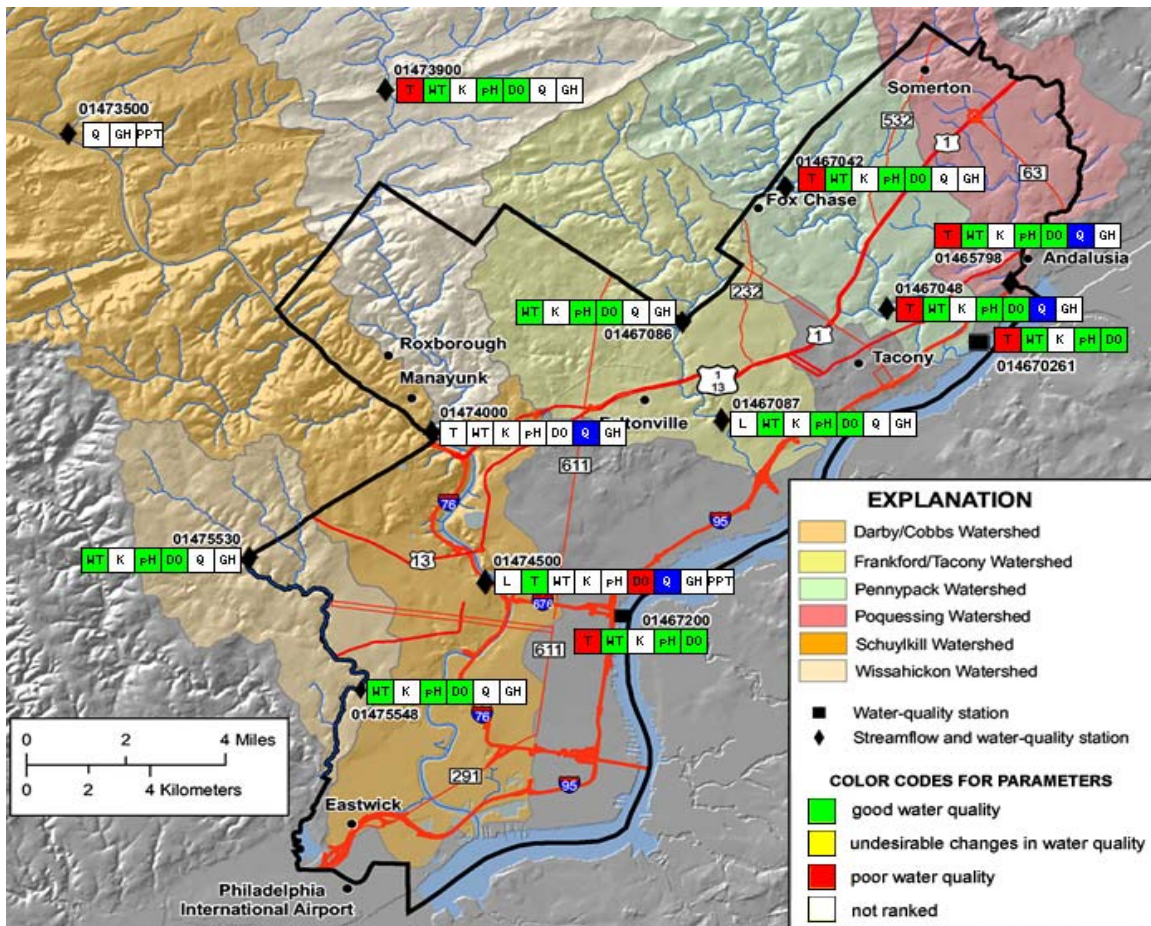 01473900
T WT K pH DO Q GH
01473500
Q GH PPT
Somerton
532
1
01467042
T WT K pH DO Q GH
63
Fox Chase
T WT K pH DO Q GH
01465798
Andalusia
232
01467048
T WT K pH DO Q GH
WT K pH DO Q GH
01467086
T WT K pH DO
014670261
1
Roxborough
Tacony
Manayunk
1
13
01467087
L WT K pH DO Q GH
01474000
T WT K pH DO Q GH
611
76
95
01475530
WT K pH DO Q GH
13
01474500
L T WT K pH DO Q GH PPT
676
01467200
T WT K pH DO
611
WT K pH DO Q GH
01475548
76
291
95
Eastwick
Philadelphia
International Airport
0 2 4 Miles
0 2 4 Kilometers
EXPLANATION
Darby/Cobbs Watershed
Frankford/Tacony Watershed
Pennypack Watershed
Poquessing Watershed
Schuylkill Watershed
Wissahickon Watershed
Water-quality station
Streamflow and water-quality station
COLOR CODES FOR PARAMETERS
good water quality
undesirable changes in water quality
poor water quality
not ranked